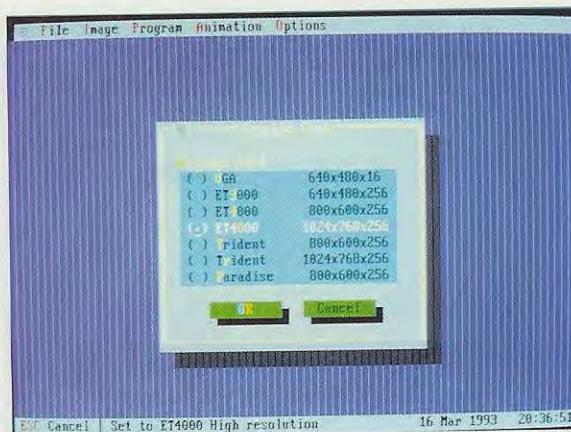 File Image Program Animation Options
( ) VGA 640x480x16
( ) ET3000 640x480x256
( ) ET4000 800x600x256
(•) ET4000 1024x768x256
( ) Trident 800x600x256
( ) Trident 1024x768x256
( ) Paradise 800x600x256
OK Cancel
ESC Cancel | Set to ET4000 High resolution 16 Mar 1993 20:36:51